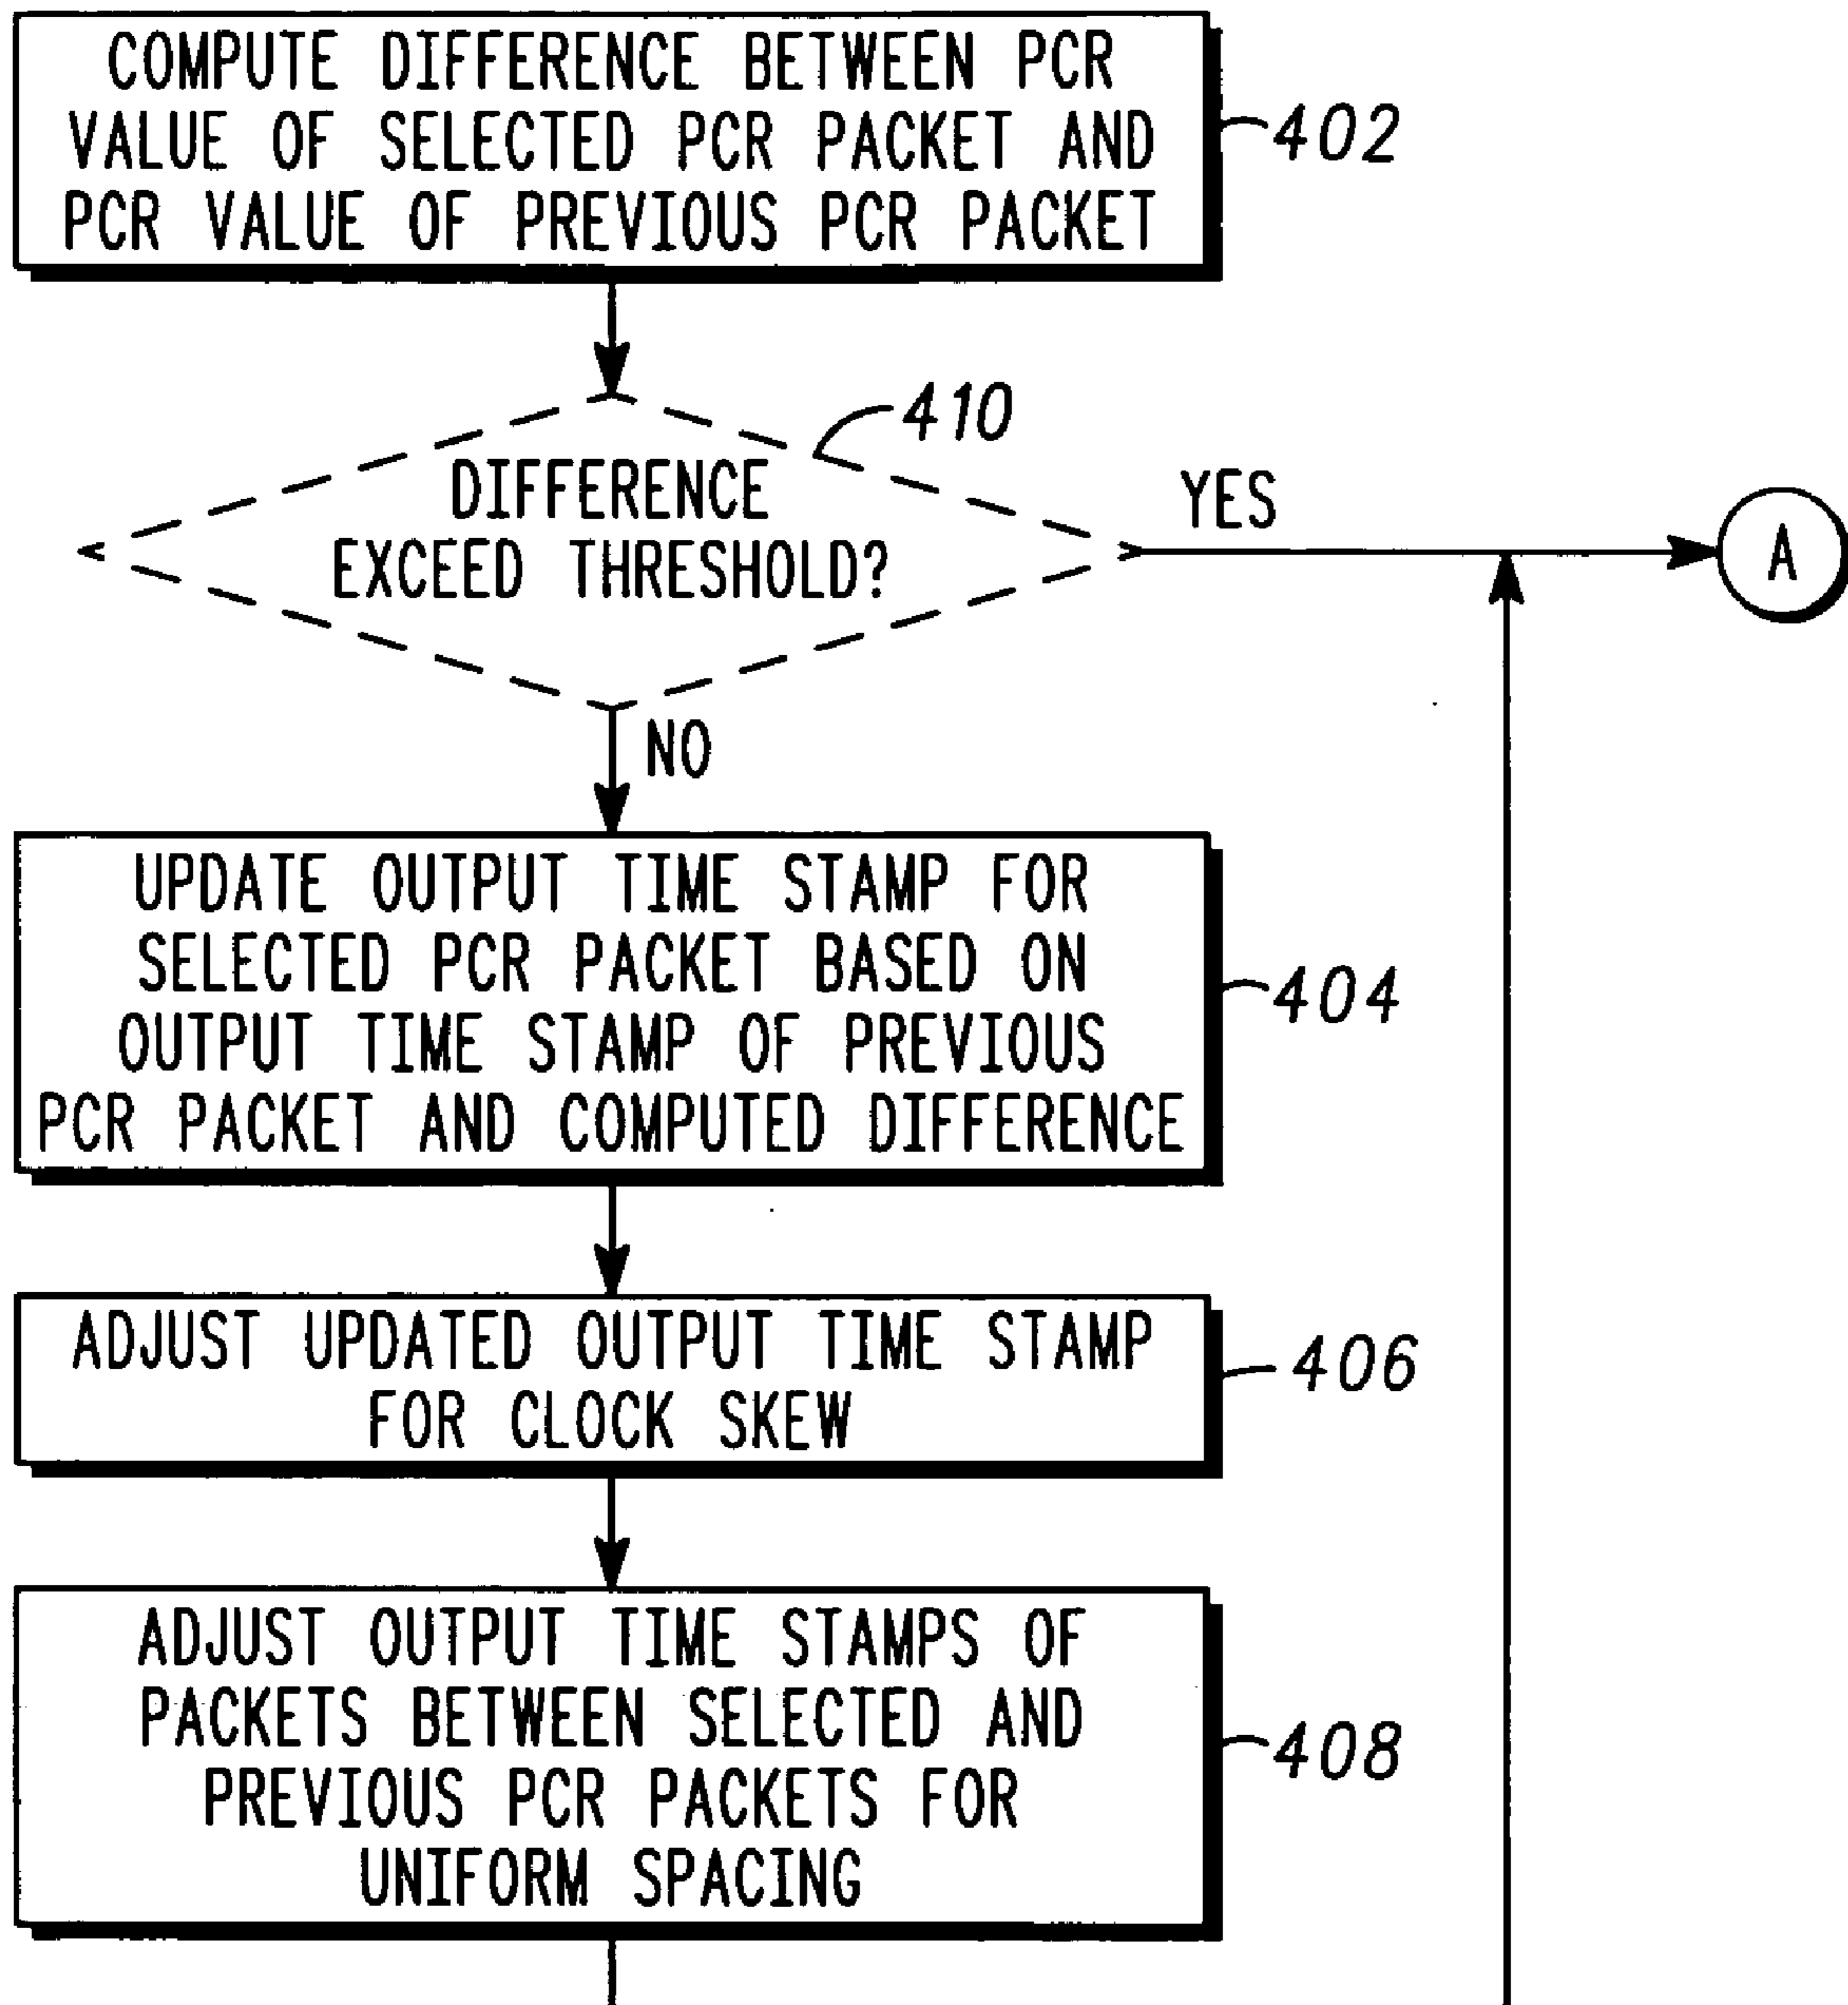 COMPUTE DIFFERENCE BETWEEN PCR
VALUE OF SELECTED PCR PACKET AND
PCR VALUE OF PREVIOUS PCR PACKET
402
410
DIFFERENCE
EXCEED THRESHOLD?
YES
A
NO
UPDATE OUTPUT TIME STAMP FOR
SELECTED PCR PACKET BASED ON
OUTPUT TIME STAMP OF PREVIOUS
PCR PACKET AND COMPUTED DIFFERENCE
404
ADJUST UPDATED OUTPUT TIME STAMP
FOR CLOCK SKEW
406
ADJUST OUTPUT TIME STAMPS OF
PACKETS BETWEEN SELECTED AND
PREVIOUS PCR PACKETS FOR
UNIFORM SPACING
408